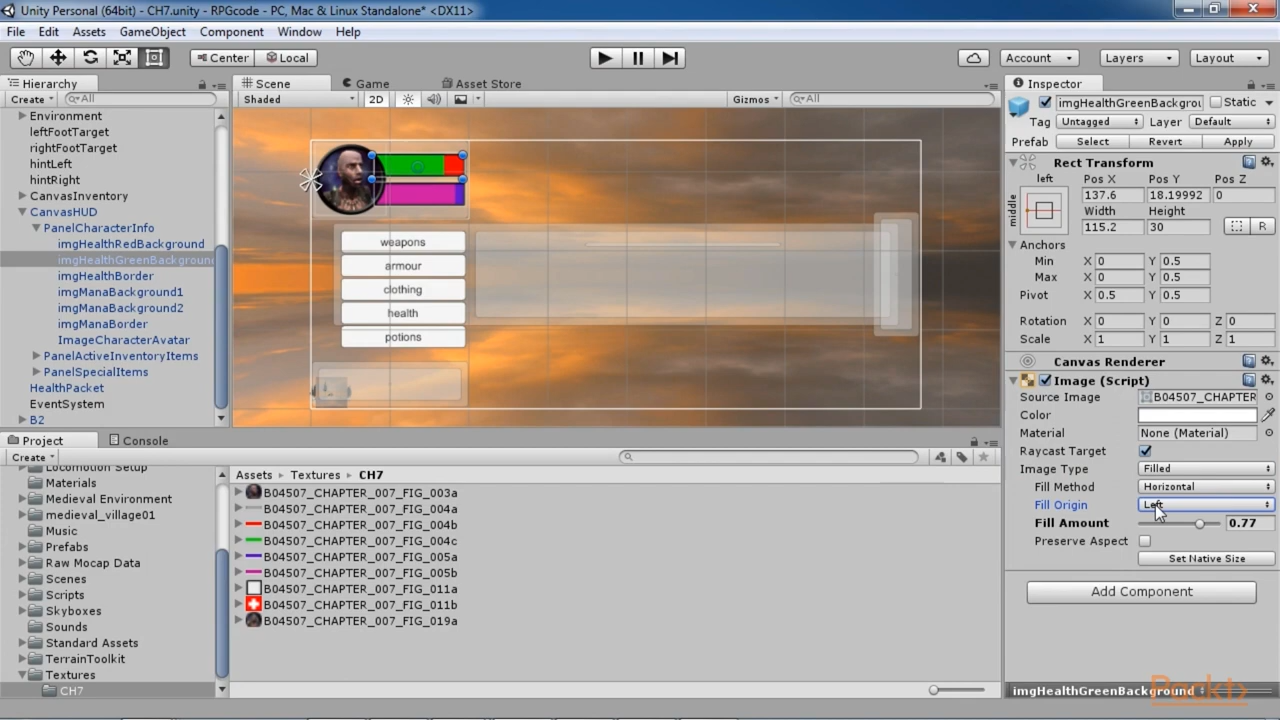 Unity Personal (64bit) - CH7.unity - RPGcode - PC, Mac & Linux Standalone* <DX11>
File Edit Assets GameObject Component Window Help
Center Local Account Layers Layout
Hierarchy
Create All
Environment
leftFootTarget
rightFootTarget
hintLeft
hintRight
CanvasInventory
CanvasHUD
PanelCharacterInfo
imgHealthRedBackground
imgHealthGreenBackground
imgHealthBorder
imgManaBackground1
imgManaBackground2
imgManaBorder
ImageCharacterAvatar
PanelActiveInventoryItems
PanelSpecialItems
HealthPacket
EventSystem
B2
Scene Game Asset Store
Shaded 2D Gizmos All
weapons
armour
clothing
health
potions
Inspector
imgHealthGreenBackgrou Static
Tag Untagged Layer Default
Prefab Select Revert Apply
Rect Transform
left Pos X Pos Y Pos Z
137.6 18.19992 0
middle Width Height
115.2 30 R
Anchors
Min X 0 Y 0.5
Max X 0 Y 0.5
Pivot X 0.5 Y 0.5
Rotation X 0 Y 0 Z 0
Scale X 1 Y 1 Z 1
Canvas Renderer
Image (Script)
Source Image B04507_CHAPTER
Color
Material None (Material)
Raycast Target
Image Type Filled
Fill Method Horizontal
Fill Origin Left
Fill Amount 0.77
Preserve Aspect
Set Native Size
Add Component
imgHealthGreenBackground
Packt>
Project Console
Create
Locomotion Setup
Materials
Medieval Environment
medieval_village01
Music
Prefabs
Raw Mocap Data
Scenes
Scripts
Skyboxes
Sounds
Standard Assets
TerrainToolkit
Textures
CH7
Assets Textures CH7
B04507_CHAPTER_007_FIG_003a
B04507_CHAPTER_007_FIG_004a
B04507_CHAPTER_007_FIG_004b
B04507_CHAPTER_007_FIG_004c
B04507_CHAPTER_007_FIG_005a
B04507_CHAPTER_007_FIG_005b
B04507_CHAPTER_007_FIG_011a
B04507_CHAPTER_007_FIG_011b
B04507_CHAPTER_007_FIG_019a